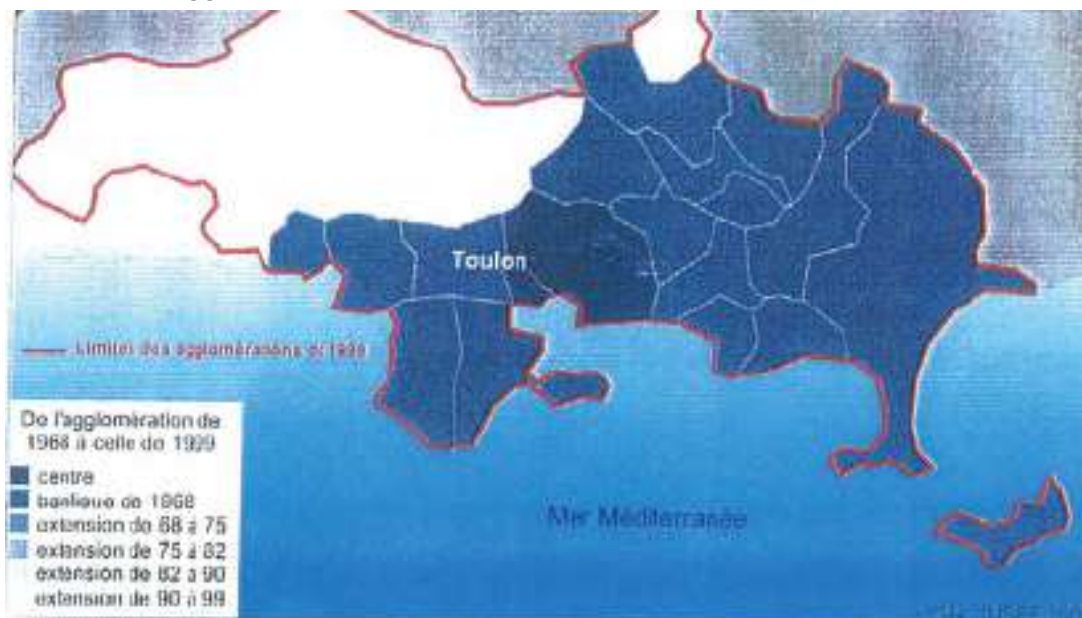 Toulon
Limites des agglomérations en 1999
De l'agglomération de
1968 à celle de 1999
centre
banlieue de 1968
extension de 68 à 75
extension de 75 à 82
extension de 82 à 90
extension de 90 à 99
Mer Méditerranée